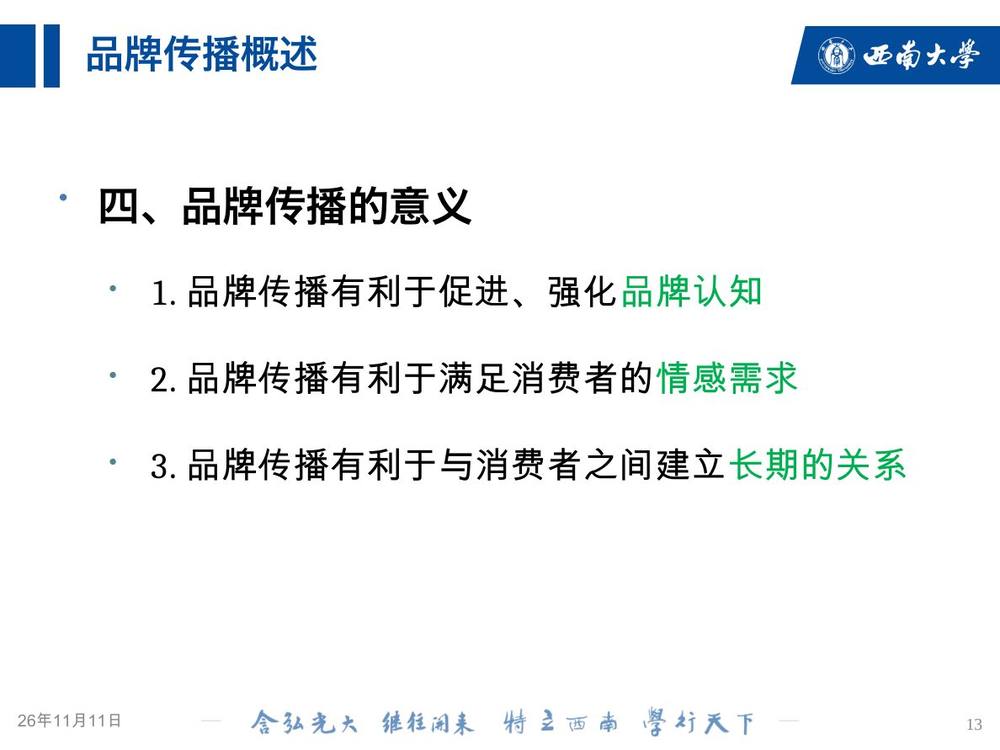 品牌传播概述
西南大學
四、品牌传播的意义
1. 品牌传播有利于促进、强化品牌认知
2. 品牌传播有利于满足消费者的情感需求
3. 品牌传播有利于与消费者之间建立长期的关系
26年11月11日
含弘光大 继往开来 特立西南 學行天下
13